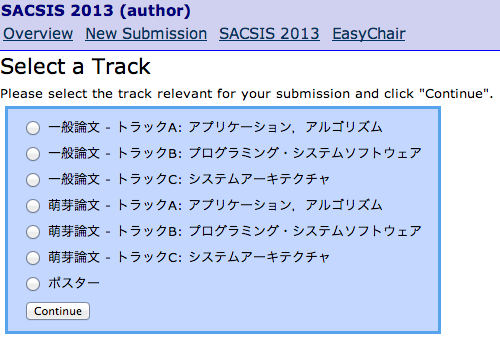 SACSIS 2013 (author)
Overview New Submission SACSIS 2013 EasyChair
Select a Track
Please select the track relevant for your submission and click "Continue".
一般論文 - トラックA: アプリケーション，アルゴリズム
一般論文 - トラックB: プログラミング・システムソフトウェア
一般論文 - トラックC: システムアーキテクチャ
萌芽論文 - トラックA: アプリケーション，アルゴリズム
萌芽論文 - トラックB: プログラミング・システムソフトウェア
萌芽論文 - トラックC: システムアーキテクチャ
ポスター
Continue